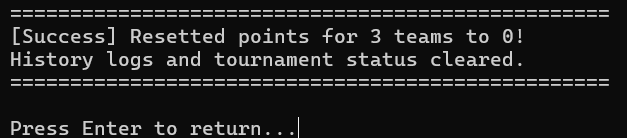 ==================================================
[Success] Resetted points for 3 teams to 0!
History logs and tournament status cleared.
==================================================
Press Enter to return...